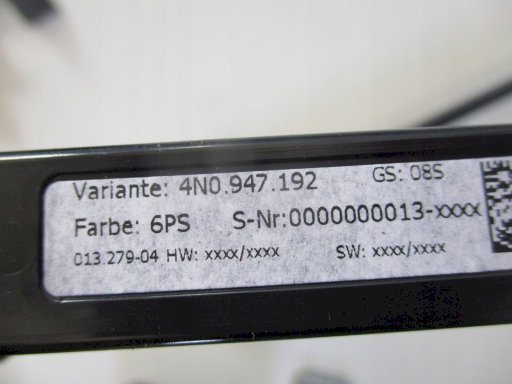 Variante: 4N0.947.192 GS: 08S
Farbe: 6PS S-Nr:0000000013-xxxx
013.279-04 HW: xxxx/xxxx SW: xxxx/xxxx